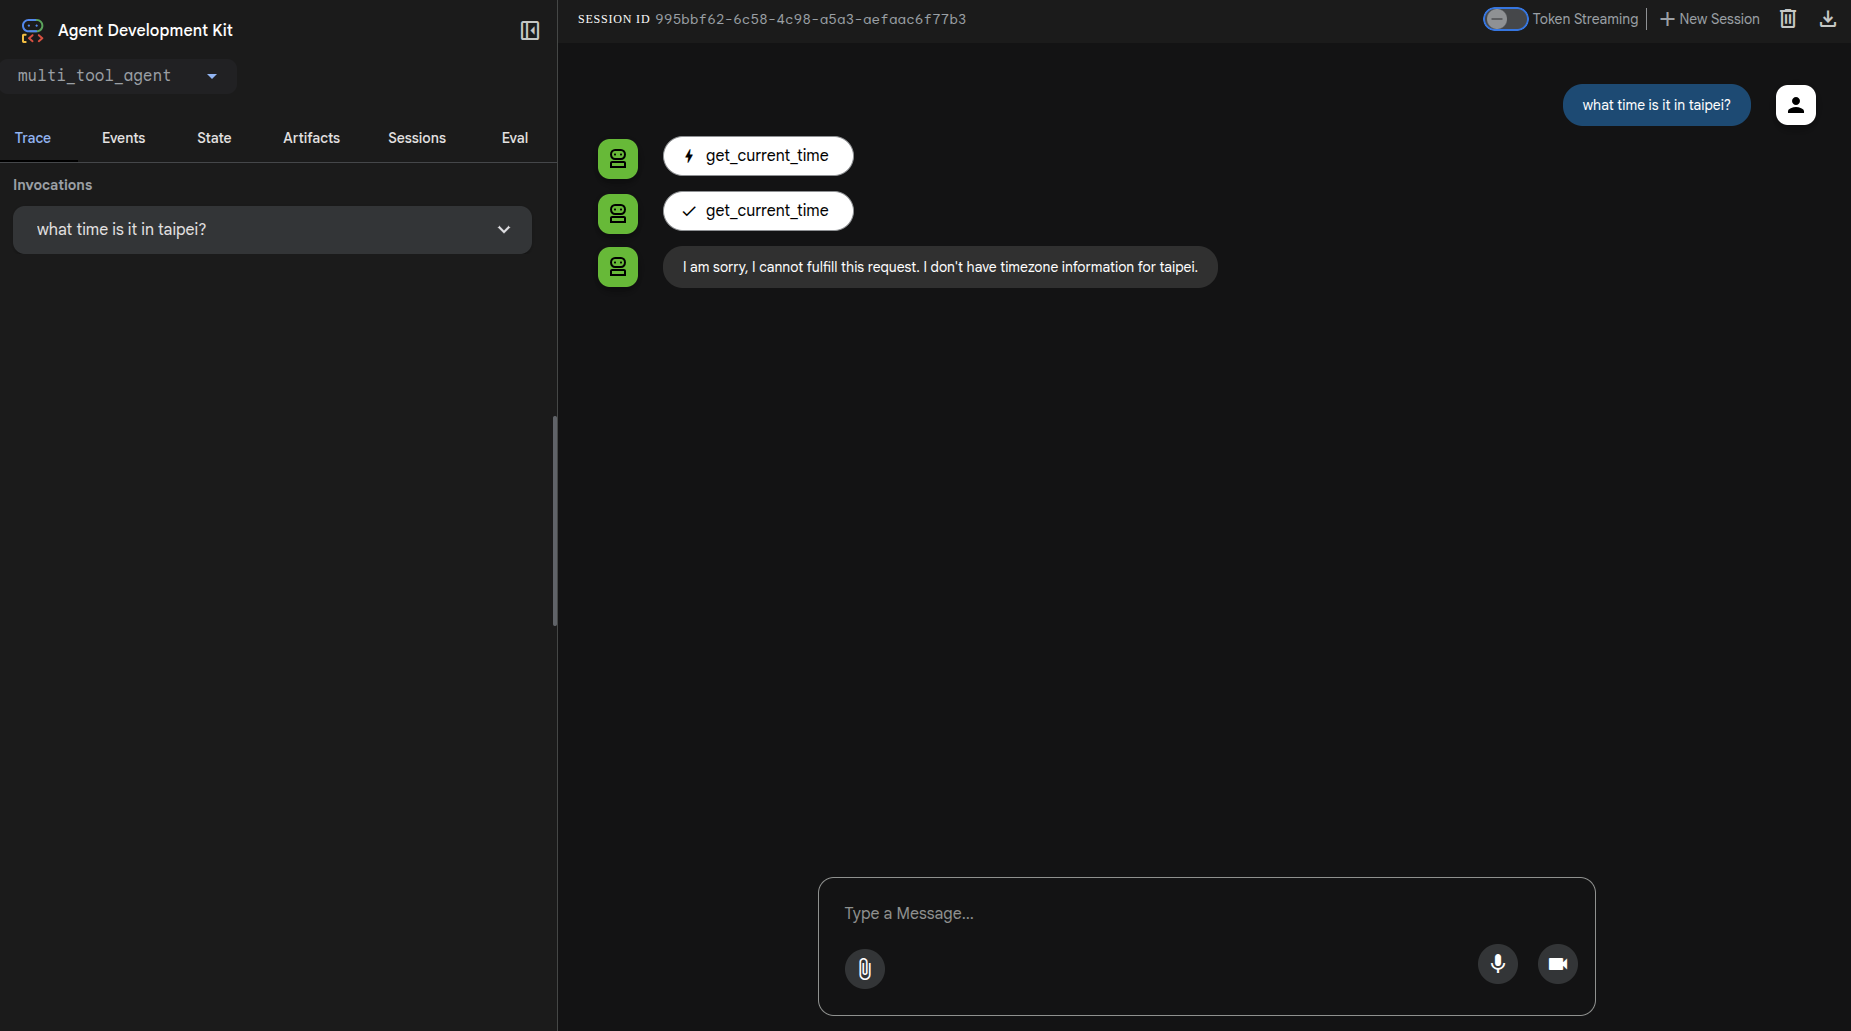 Agent Development Kit
multi_tool_agent
Trace Events State Artifacts Sessions Eval
Invocations
what time is it in taipei?
SESSION ID 995bbf62-6c58-4c98-a5a3-aefaac6f77b3
Token Streaming
New Session
what time is it in taipei?
get_current_time
get_current_time
I am sorry, I cannot fulfill this request. I don't have timezone information for taipei.
Type a Message...